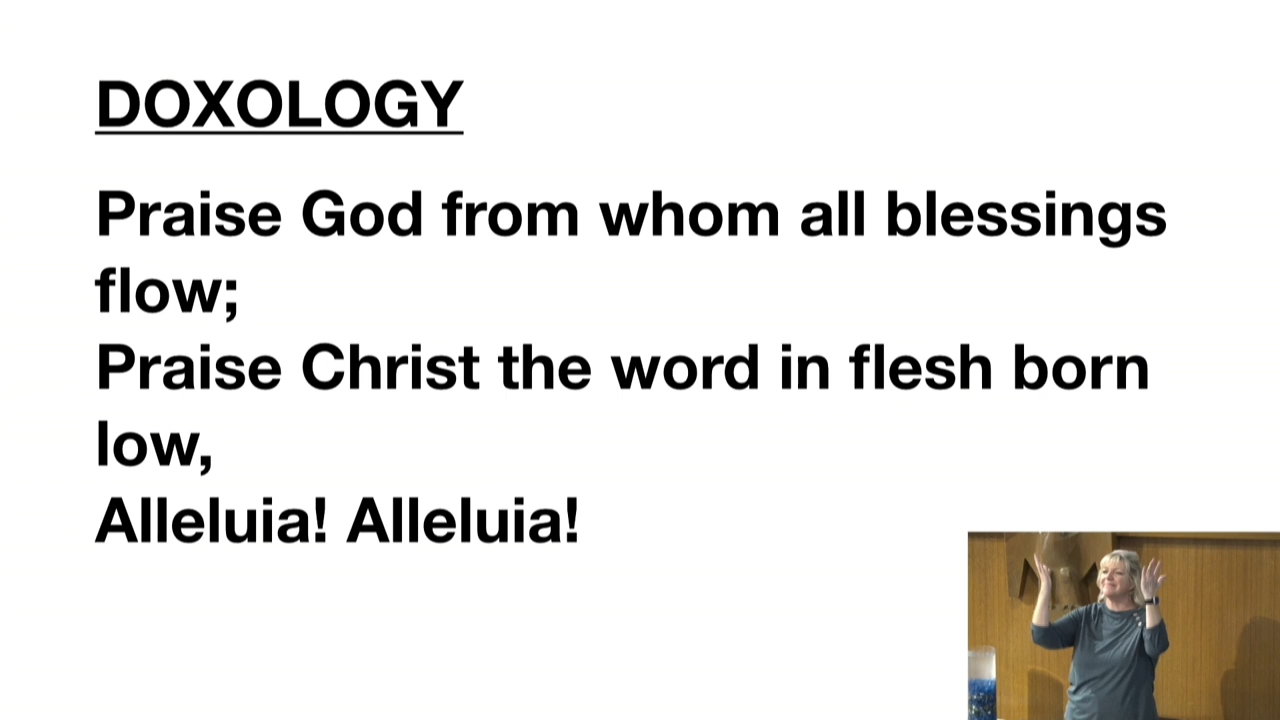 DOXOLOGY
Praise God from whom all blessings
flow;
Praise Christ the word in flesh born
low,
Alleluia! Alleluia!